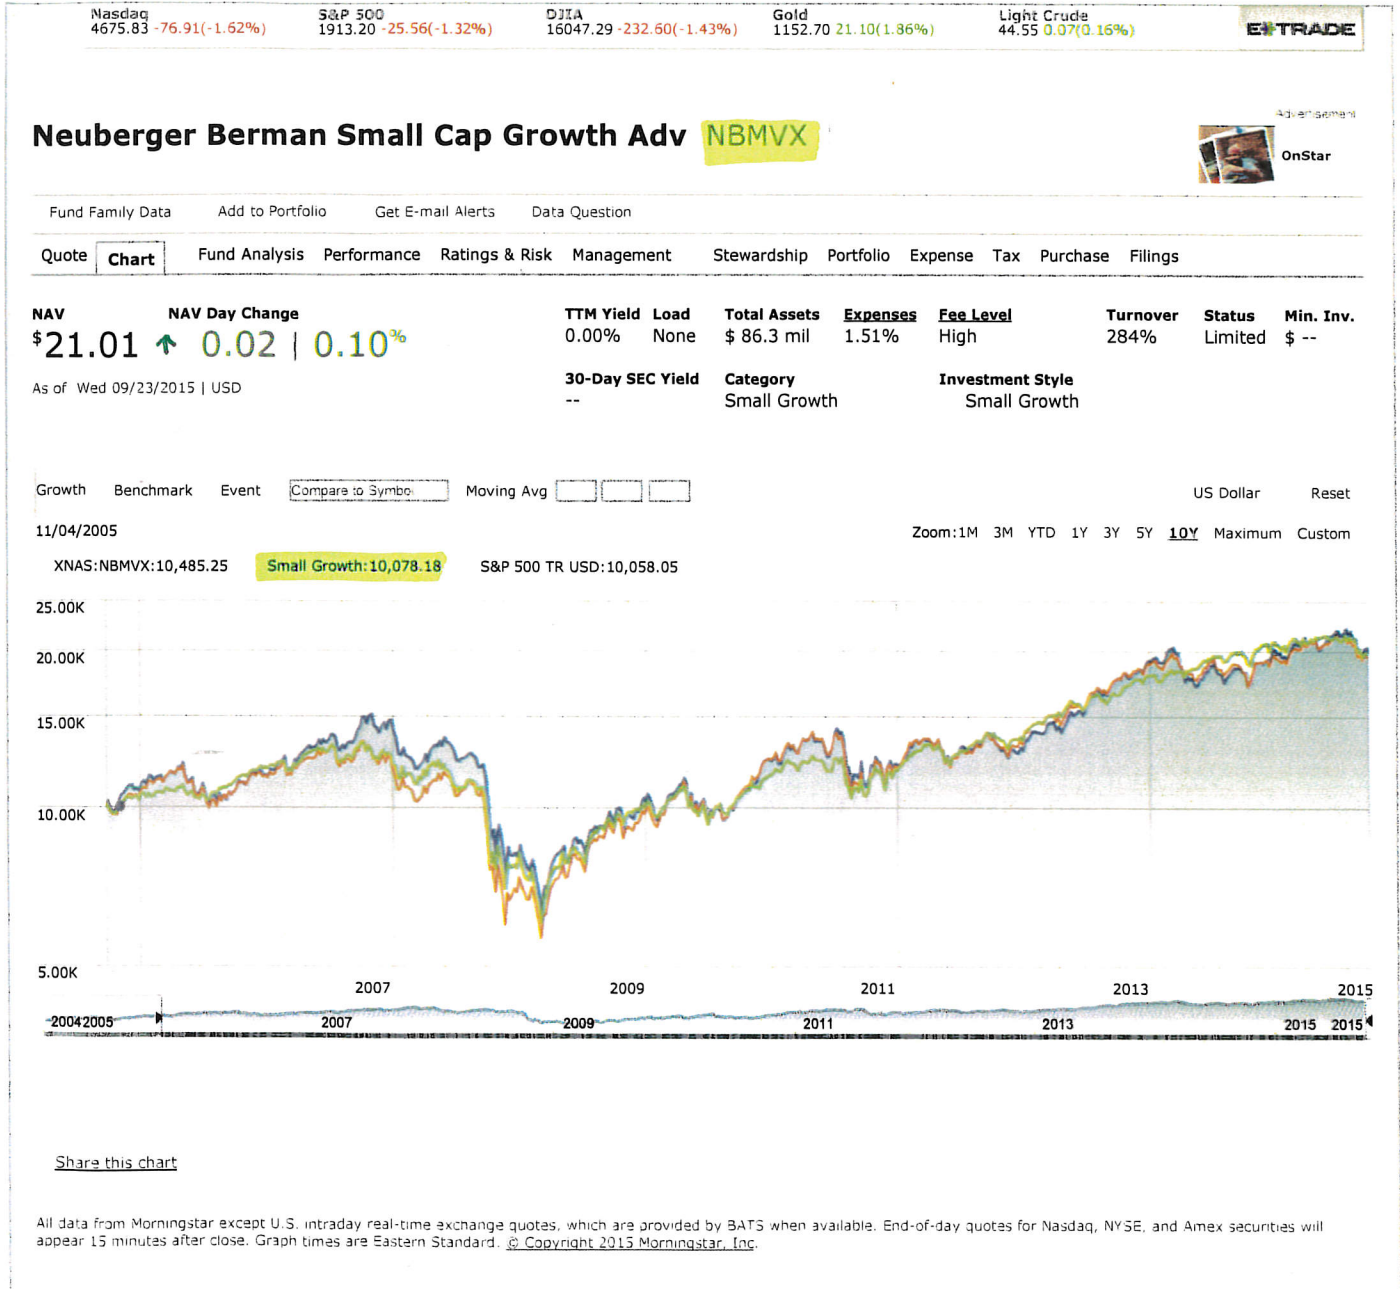 Nasdaq S&P 500 DJIA Gold Light Crude
4675.83 -76.91(-1.62%) 1913.20 -25.56(-1.32%) 16047.29 -232.60(-1.43%) 1152.70 21.10(1.86%) 44.55 0.07(0.16%)
E*TRADE
Advertisement
Neuberger Berman Small Cap Growth Adv NBMVX
OnStar
Fund Family Data Add to Portfolio Get E-mail Alerts Data Question
Quote Chart Fund Analysis Performance Ratings & Risk Management Stewardship Portfolio Expense Tax Purchase Filings
NAV NAV Day Change TTM Yield Load Total Assets Expenses Fee Level Turnover Status Min. Inv.
$21.01 0.02 | 0.10% 0.00% None $ 86.3 mil 1.51% High 284% Limited $ --
30-Day SEC Yield Category Investment Style
As of Wed 09/23/2015 | USD
-- Small Growth Small Growth
Growth Benchmark Event Compare to Symbol Moving Avg US Dollar Reset
11/04/2005 Zoom:1M 3M YTD 1Y 3Y 5Y 10Y Maximum Custom
XNAS:NBMVX:10,485.25 Small Growth:10,078.18 S&P 500 TR USD:10,058.05
25.00K
20.00K
15.00K
10.00K
5.00K
2007 2009 2011 2013 2015
2004 2005 2007 2009 2011 2013 2015 2015
Share this chart
All data from Morningstar except U.S. intraday real-time exchange quotes, which are provided by BATS when available. End-of-day quotes for Nasdaq, NYSE, and Amex securities will
appear 15 minutes after close. Graph times are Eastern Standard. © Copyright 2015 Morningstar, Inc.